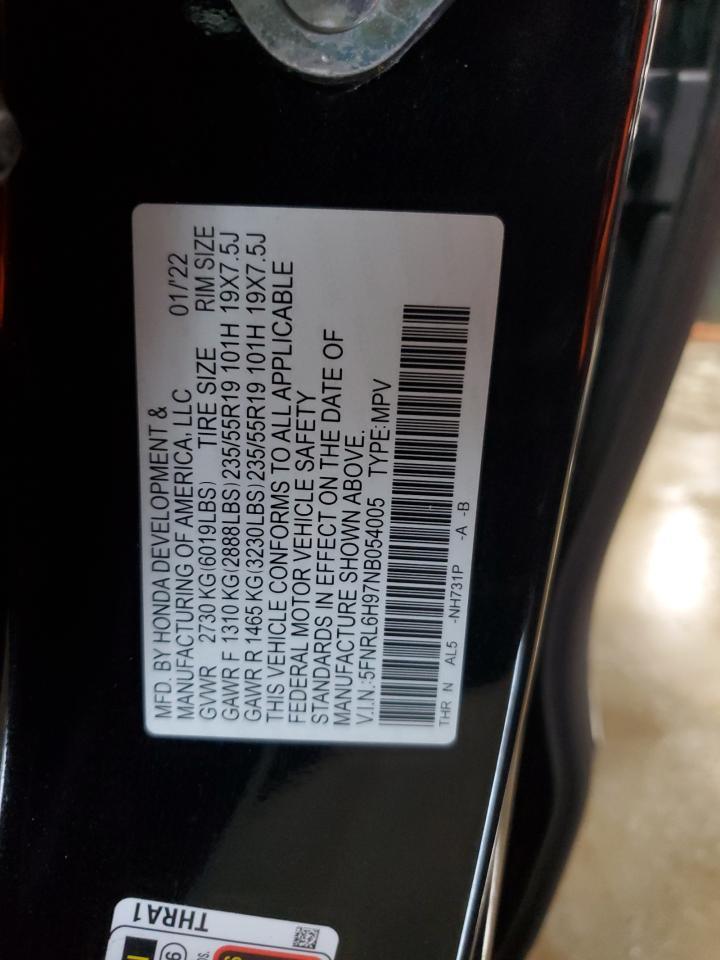 MFD. BY HONDA DEVELOPMENT &
MANUFACTURING OF AMERICA, LLC 01/'22
GVWR 2730 KG(6019LBS) TIRE SIZE RIM SIZE
GAWR F 1310 KG(2888LBS)235/55R19 101H 19X7.5J
GAWR R 1465 KG(3230LBS)235/55R19 101H 19X7.5J
THIS VEHICLE CONFORMS TO ALL APPLICABLE
FEDERAL MOTOR VEHICLE SAFETY
STANDARDS IN EFFECT ON THE DATE OF
MANUFACTURE SHOWN ABOVE.
V.I.N.:5FNRL6H97NB054005 TYPE:MPV
THR N AL5 -NH731P -A -B
THRA1